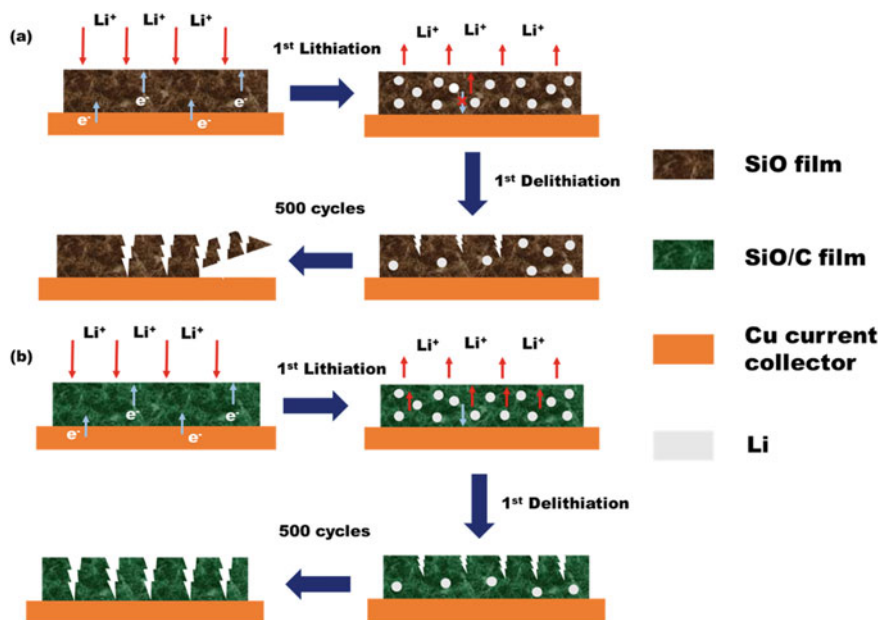 (a)
Li⁺ Li⁺ Li⁺
e⁻ e⁻ e⁻ e⁻
1ˢᵗ Lithiation
Li⁺ Li⁺ Li⁺
1ˢᵗ Delithiation
500 cycles
(b)
Li⁺ Li⁺ Li⁺
e⁻ e⁻ e⁻ e⁻
1ˢᵗ Lithiation
Li⁺ Li⁺ Li⁺
1ˢᵗ Delithiation
500 cycles
SiO film
SiO/C film
Cu current
collector
Li